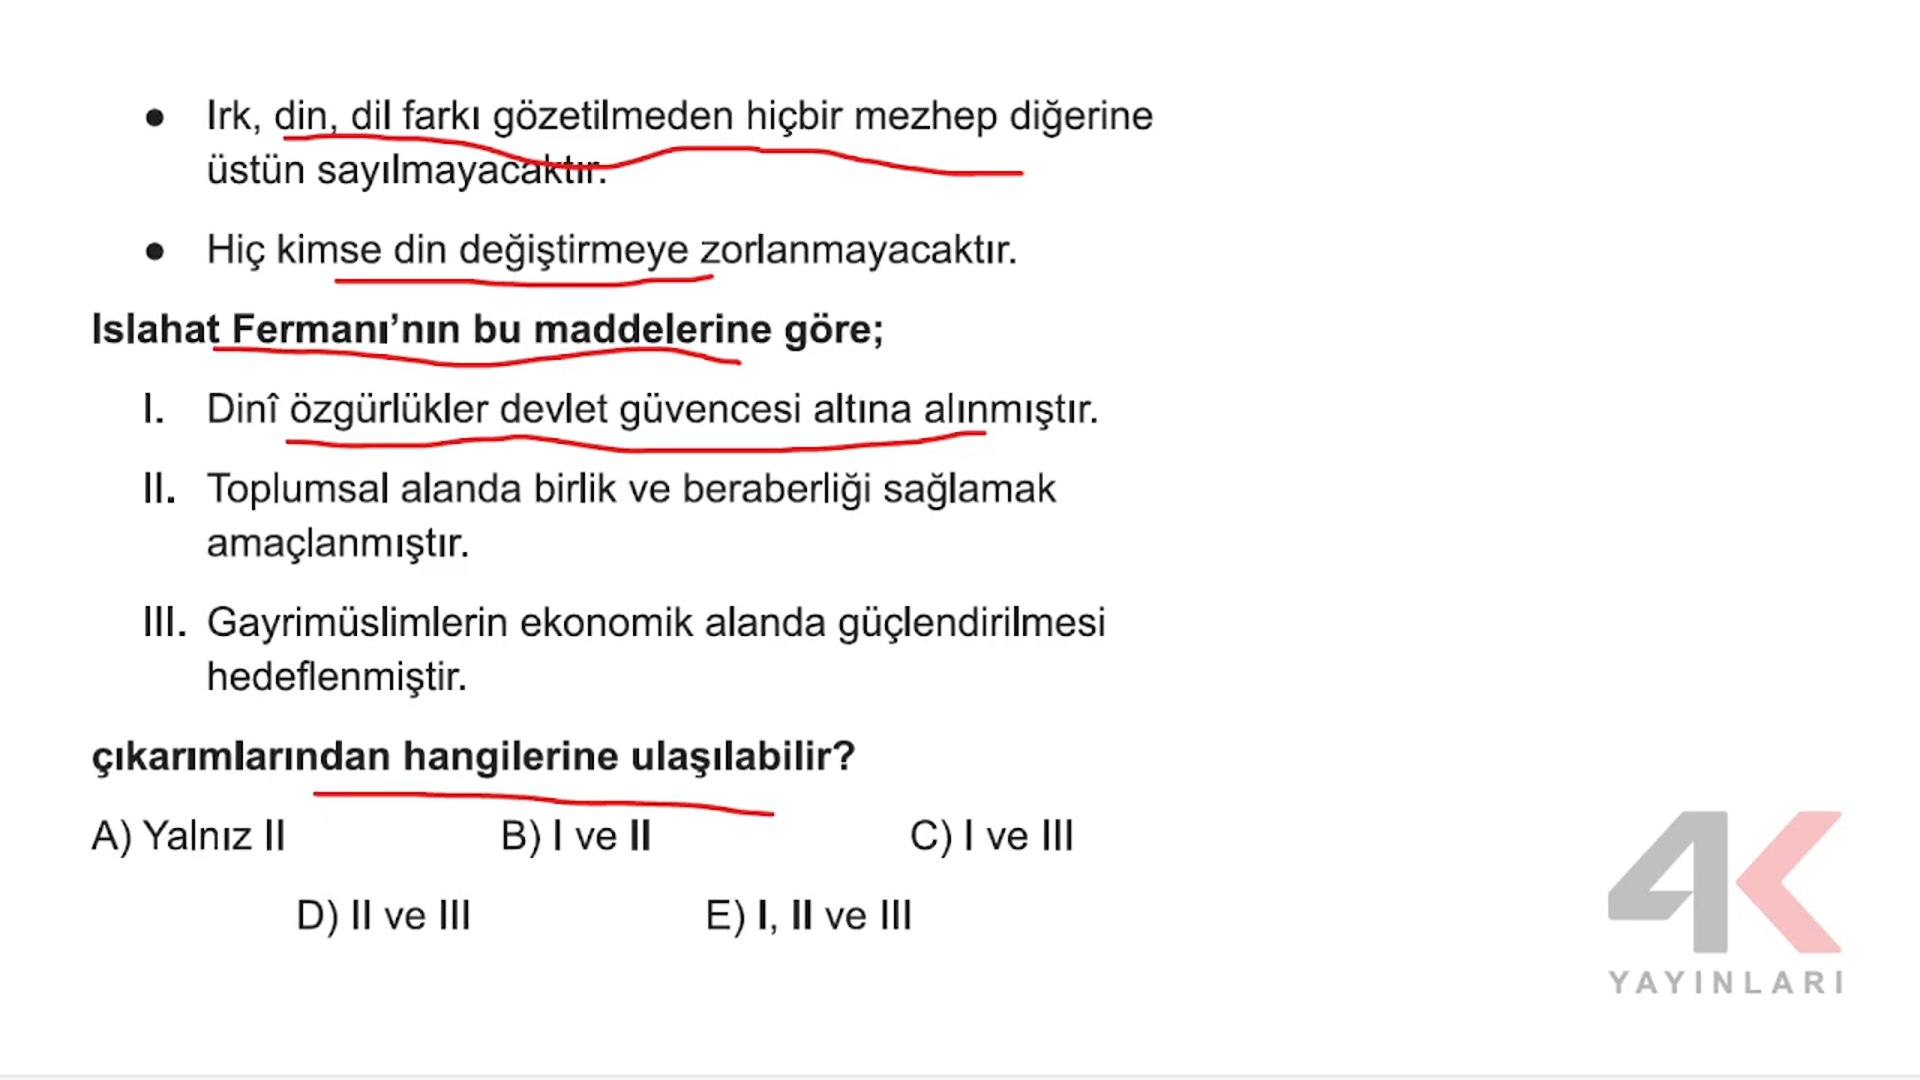 ● Irk, din, dil farkı gözetilmeden hiçbir mezhep diğerine
üstün sayılmayacaktır.
● Hiç kimse din değiştirmeye zorlanmayacaktır.
Islahat Fermanı’nın bu maddelerine göre;
I. Dinî özgürlükler devlet güvencesi altına alınmıştır.
II. Toplumsal alanda birlik ve beraberliği sağlamak
amaçlanmıştır.
III. Gayrimüslimlerin ekonomik alanda güçlendirilmesi
hedeflenmiştir.
çıkarımlarından hangilerine ulaşılabilir?
A) Yalnız II B) I ve II C) I ve III
D) II ve III E) I, II ve III
4K
YAYINLARI